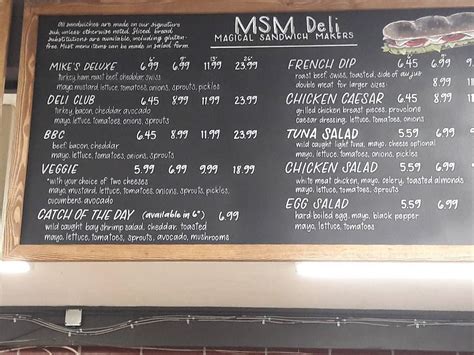 All sandwiches are made on our signature
sub unless otherwise noted. Sliced bread
substitutions are available, including gluten-
free. Most menu items can be made in salad form.
MSM Deli
MAGICAL SANDWICH MAKERS
6" 9" 12" 24"
MIKE'S DELUXE 6.99 8.99 11.99 23.99
turkey, ham, roast beef, cheddar, swiss
mayo, mustard, lettuce, tomatoes, onions, sprouts, pickles
DELI CLUB 6.45 8.99 11.99 23.99
turkey, bacon, cheddar, avocado
mayo, lettuce, tomatoes, onions, sprouts
BBC 6.45 8.99 11.99 23.99
beef, bacon, cheddar
mayo, lettuce, tomatoes, onions, sprouts
VEGGIE 5.99 6.99 9.99 18.99
*with your choice of two cheeses
mayo, mustard, lettuce, tomatoes, onions, sprouts, pickles,
cucumbers, avocado
CATCH OF THE DAY (available in 6") 6.99
wild caught bay shrimp salad, cheddar, toasted
mayo, lettuce, tomatoes, sprouts, avocado, mushrooms
FRENCH DIP 6.45 8.99
roast beef, swiss, toasted, side of au jus
double meat for larger sizes
CHICKEN CAESAR 6.45 8.99
grilled chicken breast pieces, provolone
caesar dressing, lettuce, tomatoes, onions
TUNA SALAD 5.59 6.99
wild caught light tuna, mayo, cheese optional
mayo, lettuce, tomatoes, onions, pickles
CHICKEN SALAD 5.59 6.99
white meat chicken, mayo, celery, toasted almonds
mayo, lettuce, tomatoes, onions, pickles
EGG SALAD 5.59 6.99
hard boiled egg, mayo, black pepper
mayo, lettuce, tomatoes